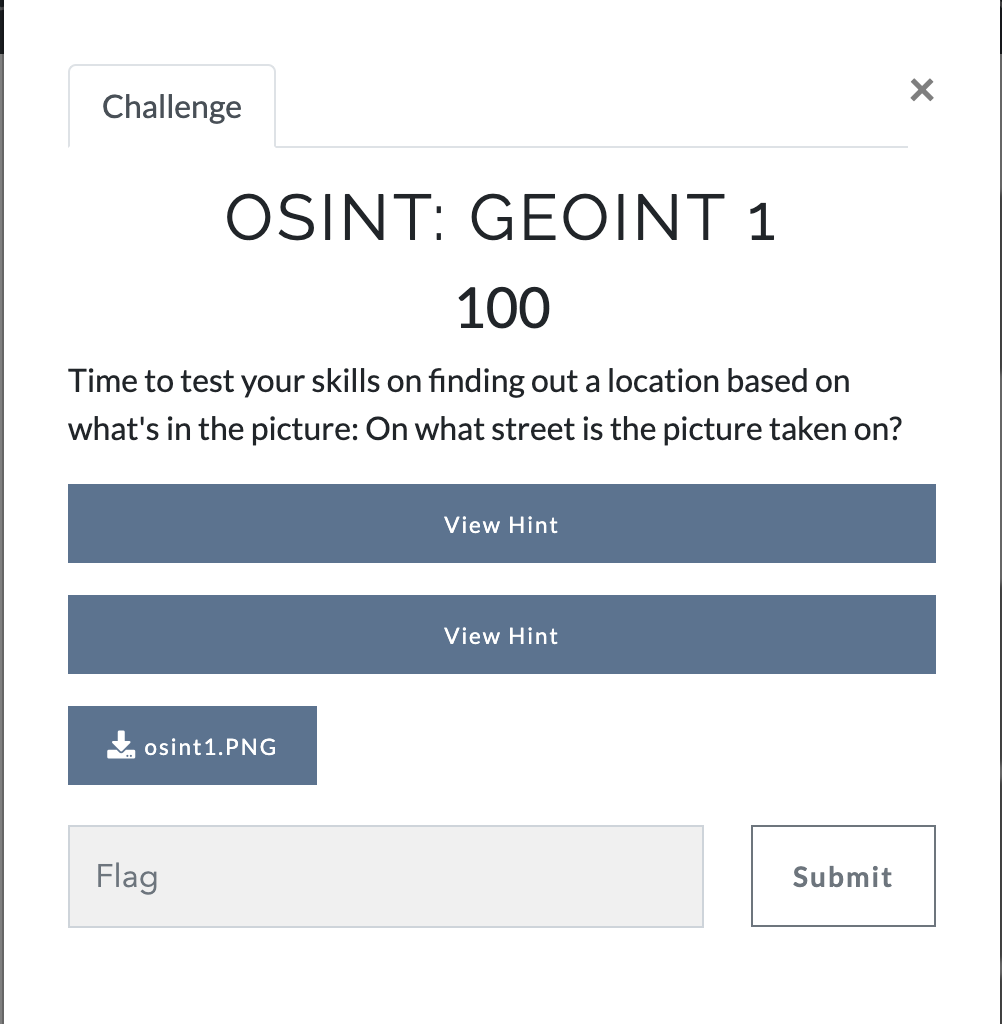 Challenge
×
OSINT: GEOINT 1
100
Time to test your skills on finding out a location based on
what's in the picture: On what street is the picture taken on?
View Hint
View Hint
osint1.PNG
Flag
Submit